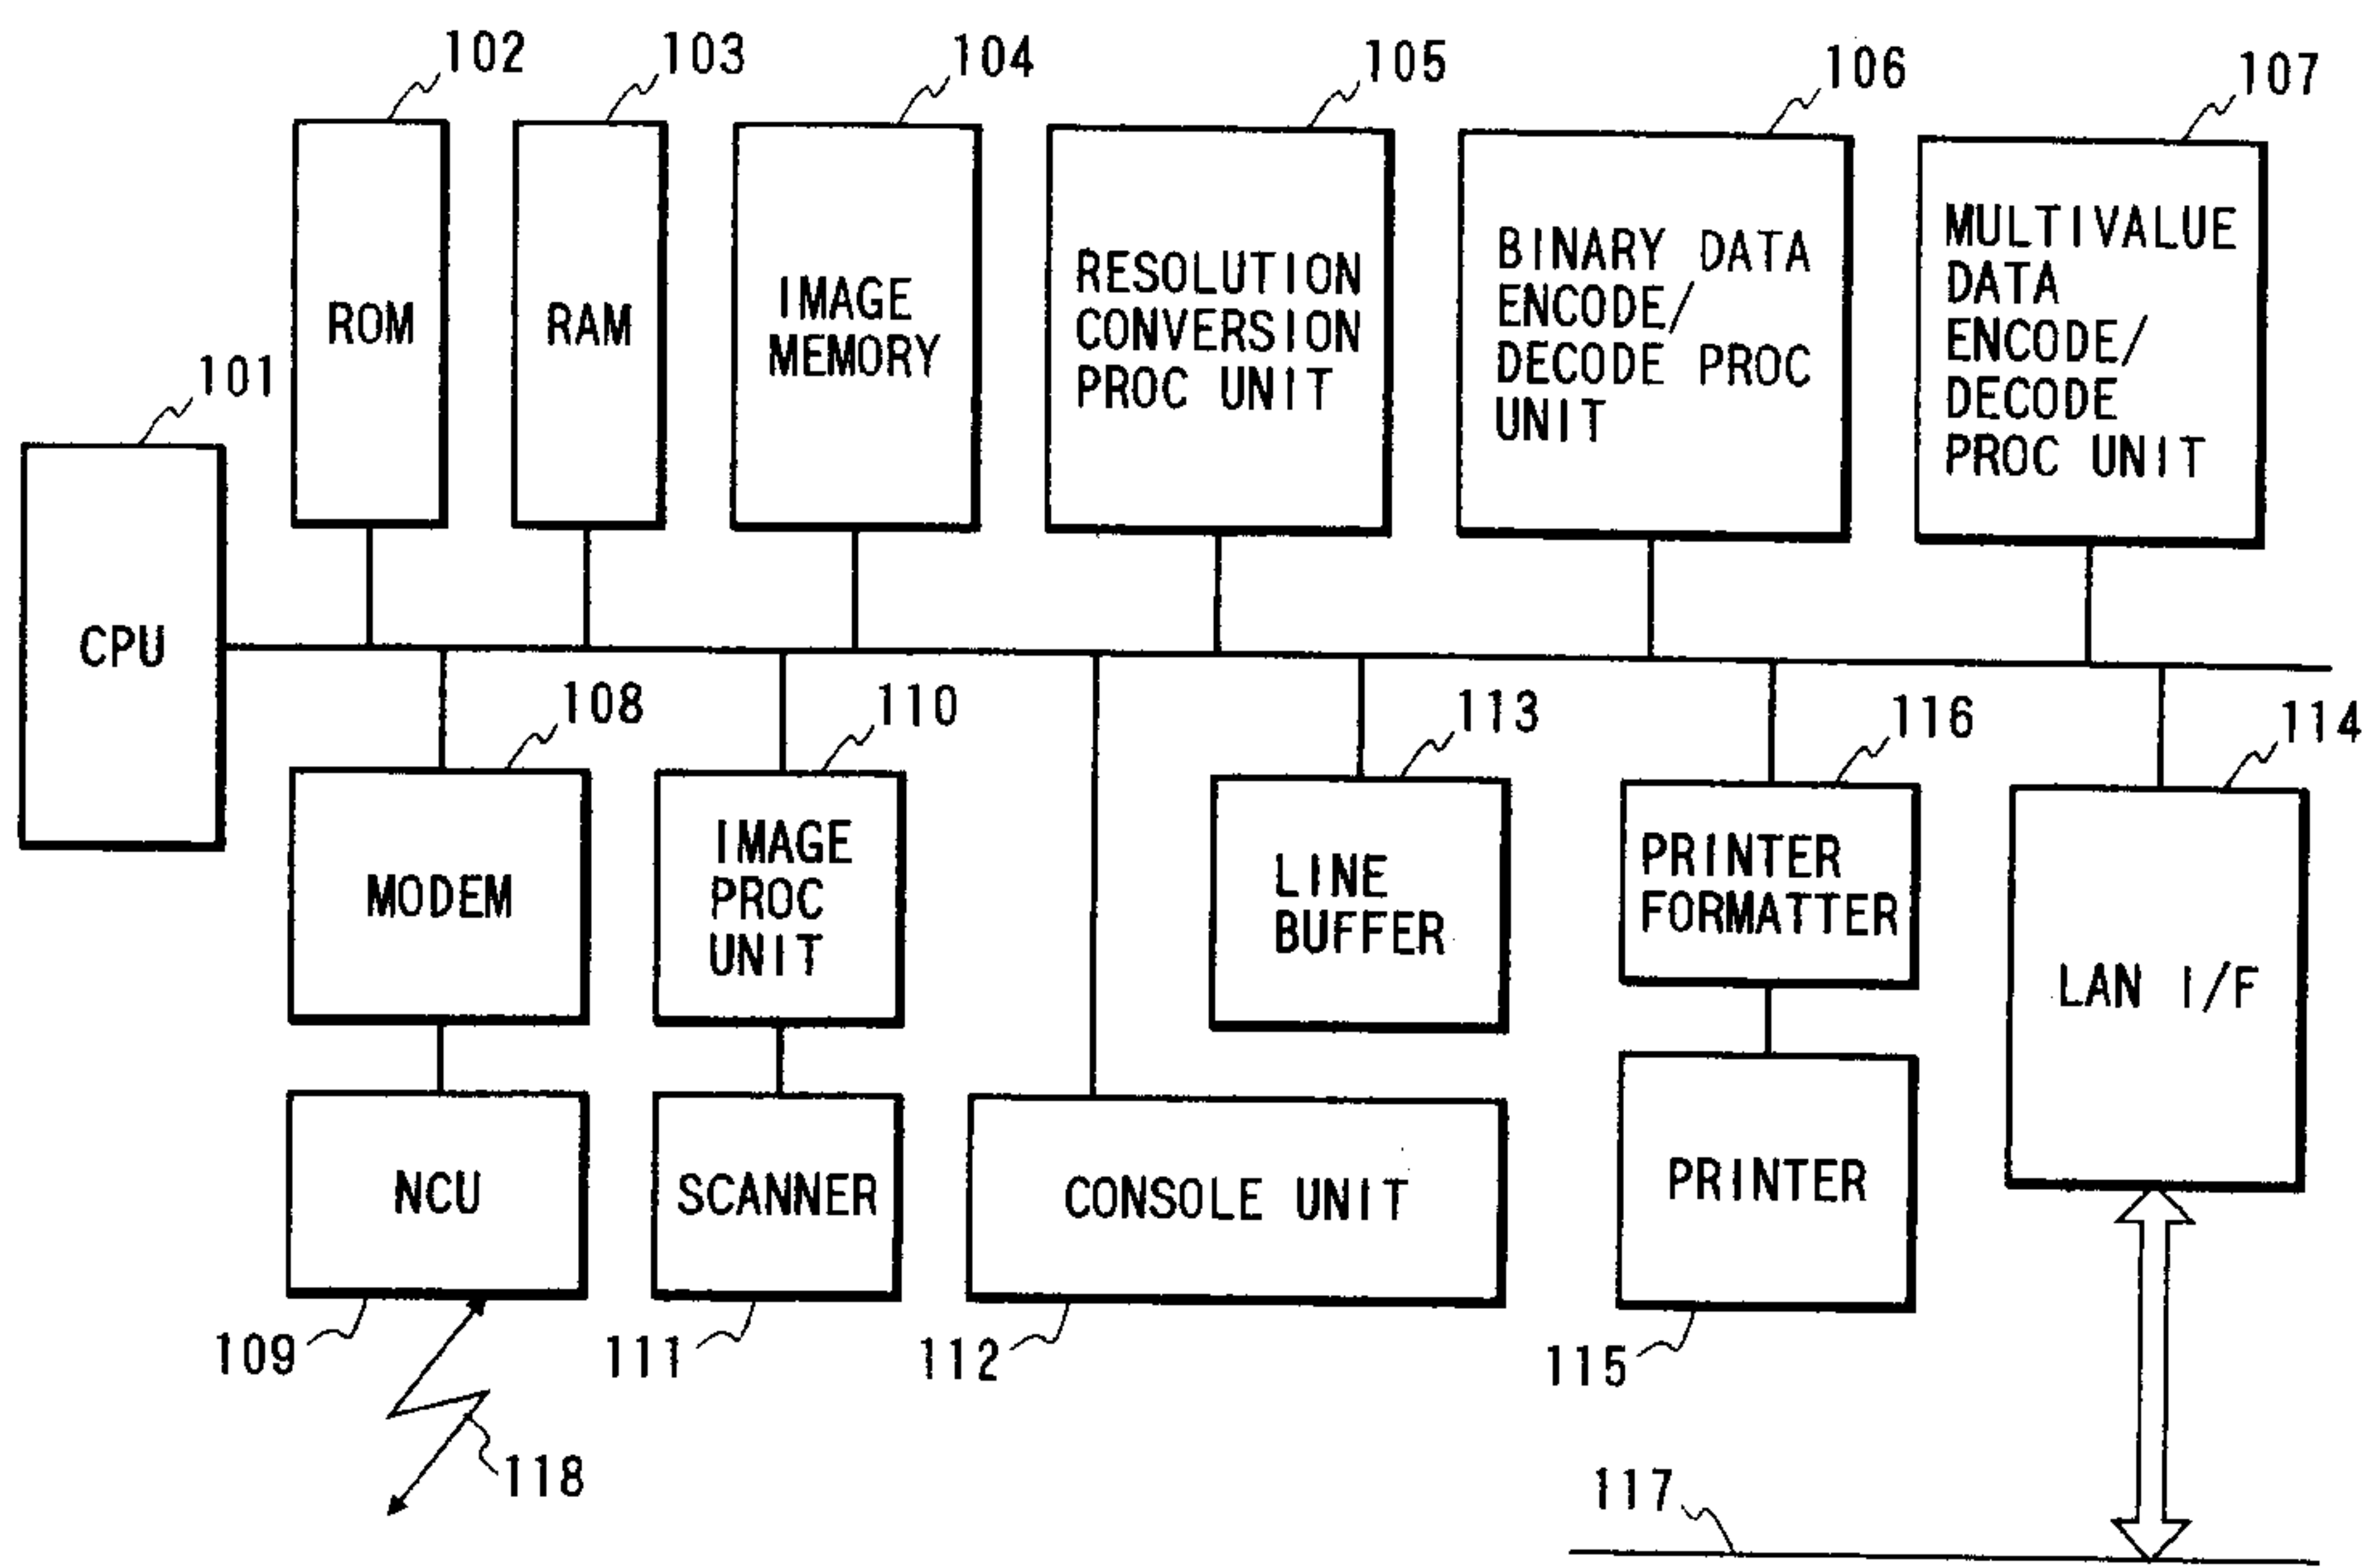 102
103
104
105
106
107
101
ROM
RAM
IMAGE
MEMORY
RESOLUTION
CONVERSION
PROC UNIT
BINARY DATA
ENCODE/
DECODE PROC
UNIT
MULTIVALUE
DATA
ENCODE/
DECODE
PROC UNIT
CPU
108
110
113
116
114
MODEM
IMAGE
PROC
UNIT
LINE
BUFFER
PRINTER
FORMATTER
LAN I/F
NCU
SCANNER
CONSOLE UNIT
PRINTER
109
111
112
115
118
117